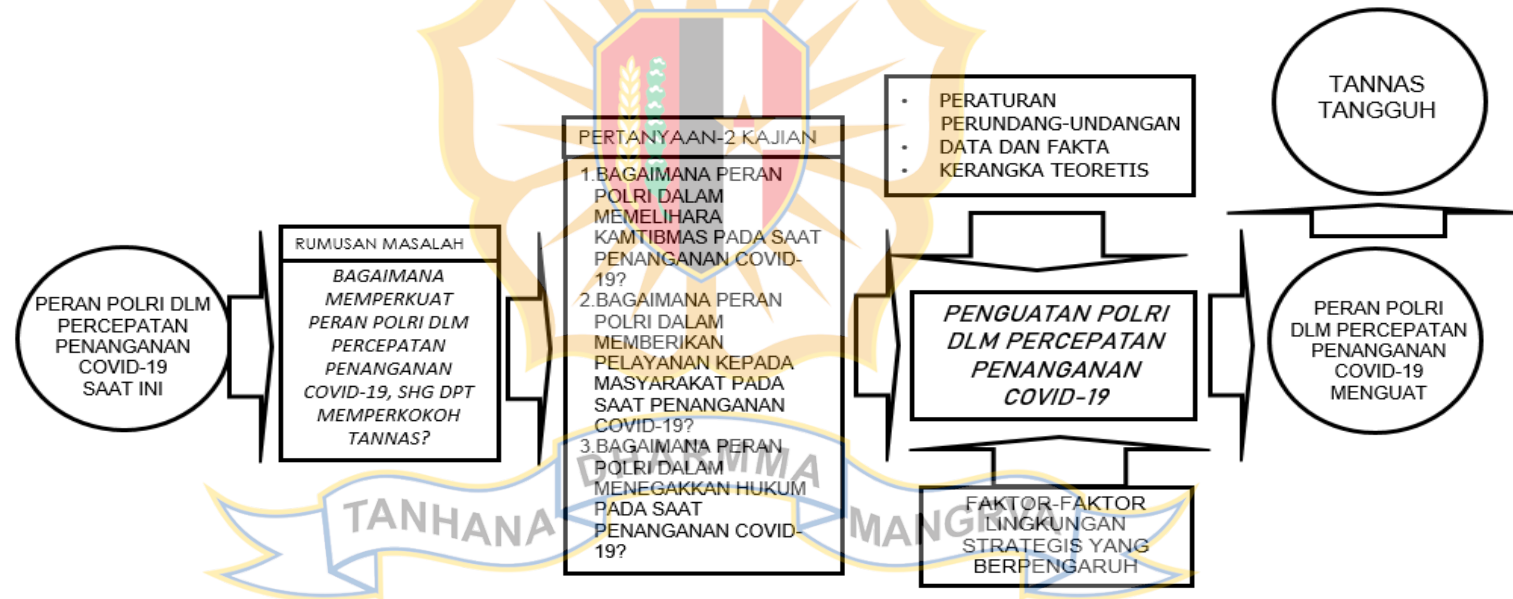 PERAN POLRI DLM
PERCEPATAN
PENANGANAN
COVID-19
SAAT INI
RUMUSAN MASALAH
BAGAIMANA
MEMPERKUAT
PERAN POLRI DLM
PERCEPATAN
PENANGANAN
COVID-19, SHG DPT
MEMPERKOKOH
TANNAS?
PERTANYAAN-2 KAJIAN
1.BAGAIMANA PERAN
POLRI DALAM
MEMELIHARA
KAMTIBMAS PADA SAAT
PENANGANAN COVID-
19?
2.BAGAIMANA PERAN
POLRI DALAM
MEMBERIKAN
PELAYANAN KEPADA
MASYARAKAT PADA
SAAT PENANGANAN
COVID-19?
3.BAGAIMANA PERAN
POLRI DALAM
MENEGAKKAN HUKUM
PADA SAAT
PENANGANAN COVID-
19?
• PERATURAN
PERUNDANG-UNDANGAN
• DATA DAN FAKTA
• KERANGKA TEORETIS
PENGUATAN POLRI
DLM PERCEPATAN
PENANGANAN
COVID-19
FAKTOR-FAKTOR
LINGKUNGAN
STRATEGIS YANG
BERPENGARUH
TANNAS
TANGGUH
PERAN POLRI
DLM PERCEPATAN
PENANGANAN
COVID-19
MENGUAT
TANHANA DHARMMA MANGRVA